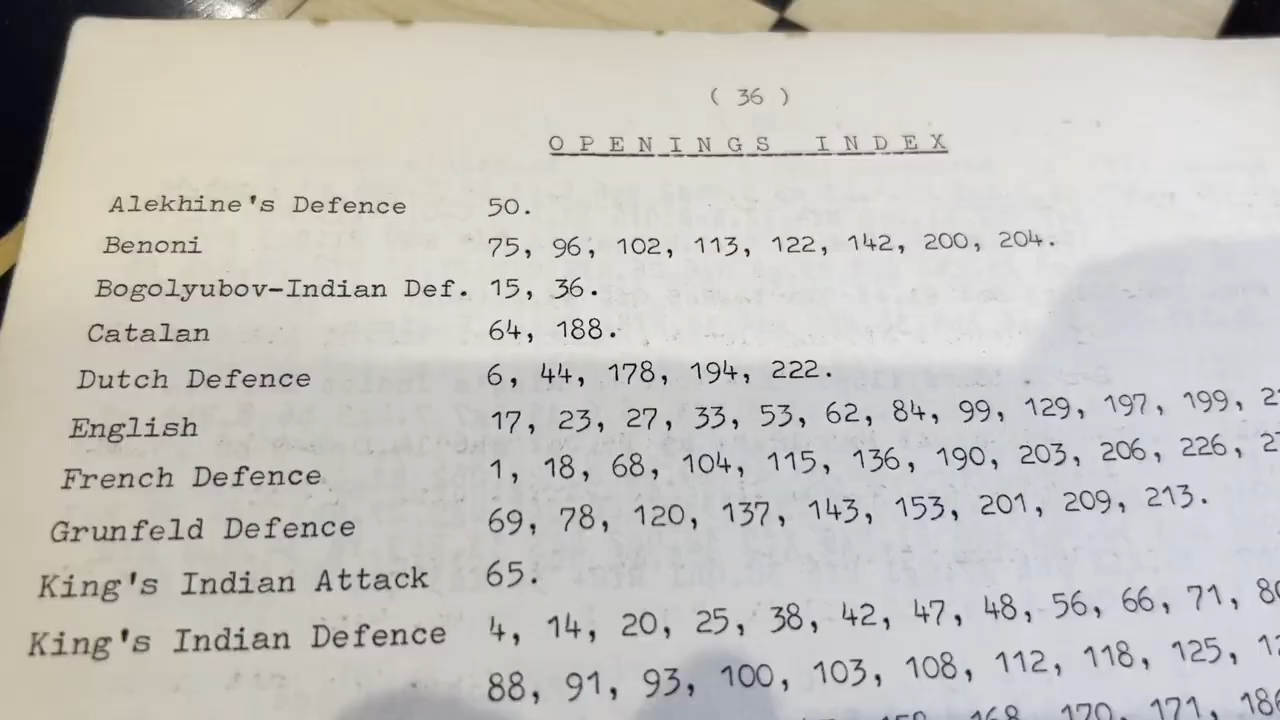 ( 36 )
OPENINGS INDEX
Alekhine's Defence 50.
Benoni 75, 96, 102, 113, 122, 142, 200, 204.
Bogolyubov-Indian Def. 15, 36.
Catalan 64, 188.
Dutch Defence 6, 44, 178, 194, 222.
English 17, 23, 27, 33, 53, 62, 84, 99, 129, 197, 199,
French Defence 1, 18, 68, 104, 115, 136, 190, 203, 206, 226,
Grunfeld Defence 69, 78, 120, 137, 143, 153, 201, 209, 213.
King's Indian Attack 65.
King's Indian Defence 4, 14, 20, 25, 38, 42, 47, 48, 56, 66, 71,
88, 91, 93, 100, 103, 108, 112, 118, 125,
168, 170, 171,